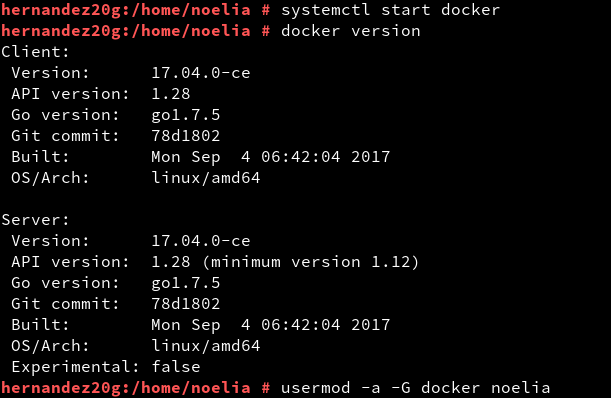 hernandez20g:/home/noelia # systemctl start docker
hernandez20g:/home/noelia # docker version
Client:
 Version:      17.04.0-ce
 API version:  1.28
 Go version:   go1.7.5
 Git commit:   78d1802
 Built:        Mon Sep  4 06:42:04 2017
 OS/Arch:      linux/amd64

Server:
 Version:      17.04.0-ce
 API version:  1.28 (minimum version 1.12)
 Go version:   go1.7.5
 Git commit:   78d1802
 Built:        Mon Sep  4 06:42:04 2017
 OS/Arch:      linux/amd64
 Experimental: false
hernandez20g:/home/noelia # usermod -a -G docker noelia